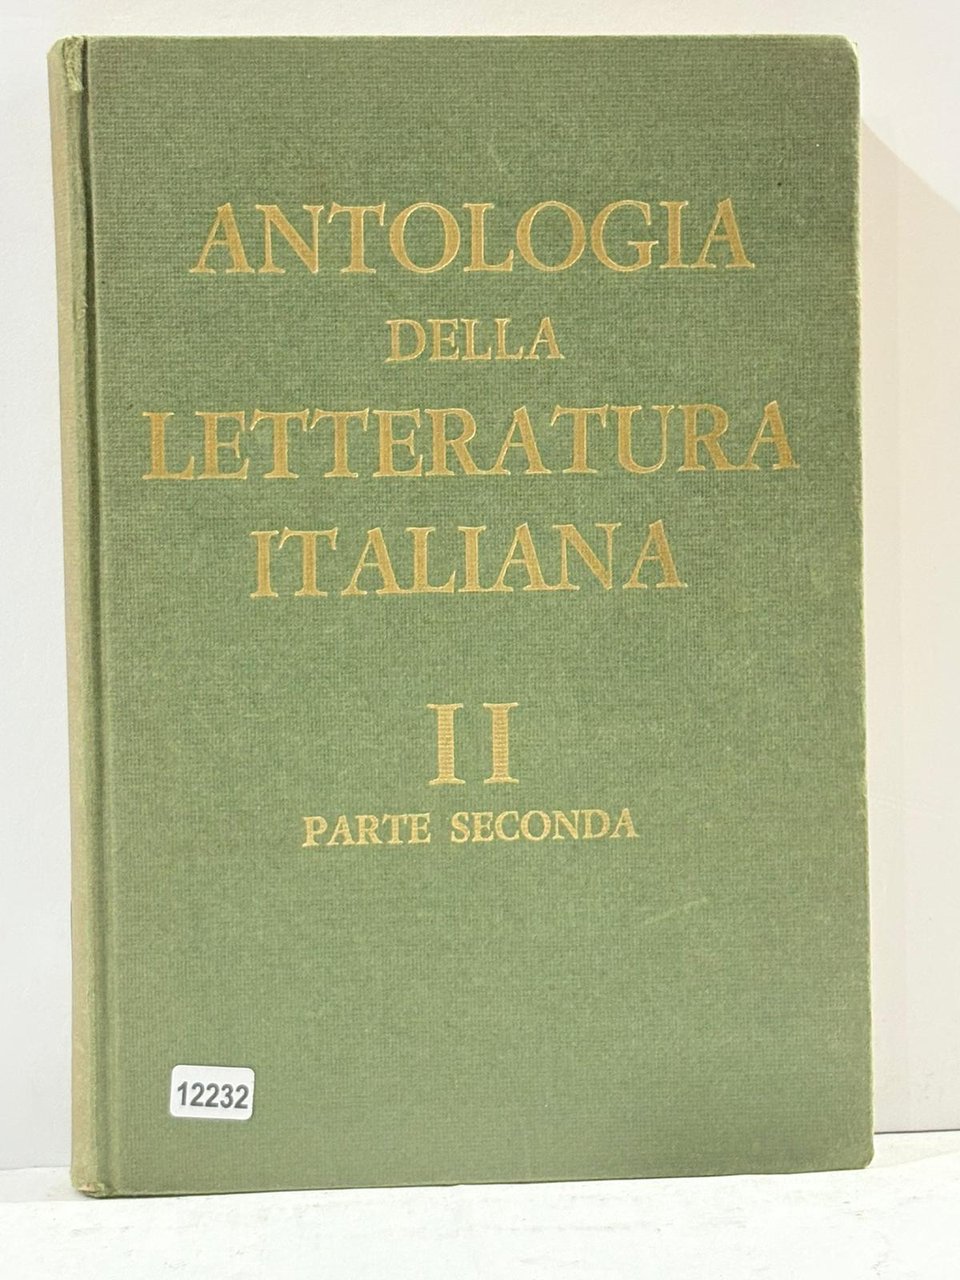 ANTOLOGIA
DELLA
LETTERATURA
ITALIANA
II
PARTE SECONDA
12232